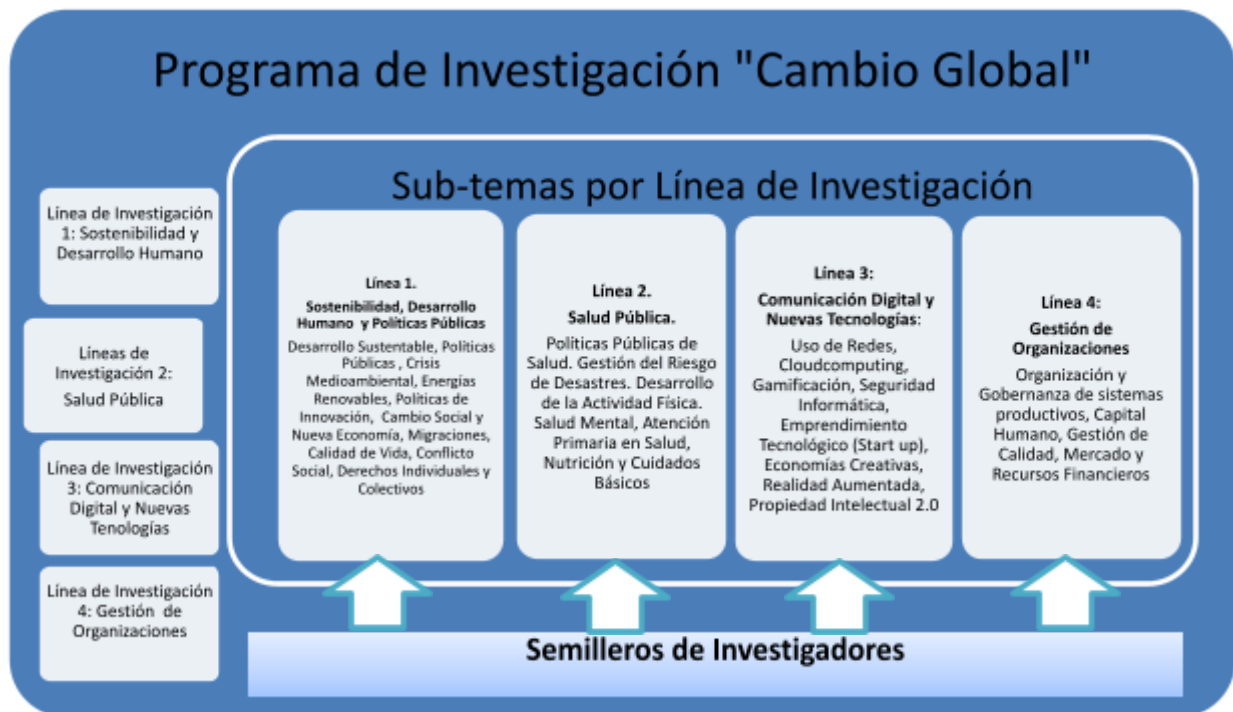 Programa de Investigación "Cambio Global"
Sub-temas por Línea de Investigación
Línea de Investigación
1: Sostenibilidad y
Desarrollo Humano
Líneas de
Investigación 2:
Salud Pública
Línea de Investigación
3: Comunicación
Digital y Nuevas
Tenologías
Línea de Investigación
4: Gestión de
Organizaciones
Línea 1.
Sostenibilidad, Desarrollo
Humano y Políticas Públicas
Desarrollo Sustentable, Políticas
Públicas , Crisis
Medioambiental, Energías
Renovables, Políticas de
Innovación, Cambio Social y
Nueva Economía, Migraciones,
Calidad de Vida, Conflicto
Social, Derechos Individuales y
Colectivos
Línea 2.
Salud Pública.
Políticas Públicas de
Salud. Gestión del Riesgo
de Desastres. Desarrollo
de la Actividad Física.
Salud Mental, Atención
Primaria en Salud,
Nutrición y Cuidados
Básicos
Línea 3:
Comunicación Digital y
Nuevas Tecnologías:
Uso de Redes,
Cloudcomputing,
Gamificación, Seguridad
Informática,
Emprendimiento
Tecnológico (Start up),
Economías Creativas,
Realidad Aumentada,
Propiedad Intelectual 2.0
Línea 4:
Gestión de
Organizaciones
Organización y
Gobernanza de sistemas
productivos, Capital
Humano, Gestión de
Calidad, Mercado y
Recursos Financieros
Semilleros de Investigadores